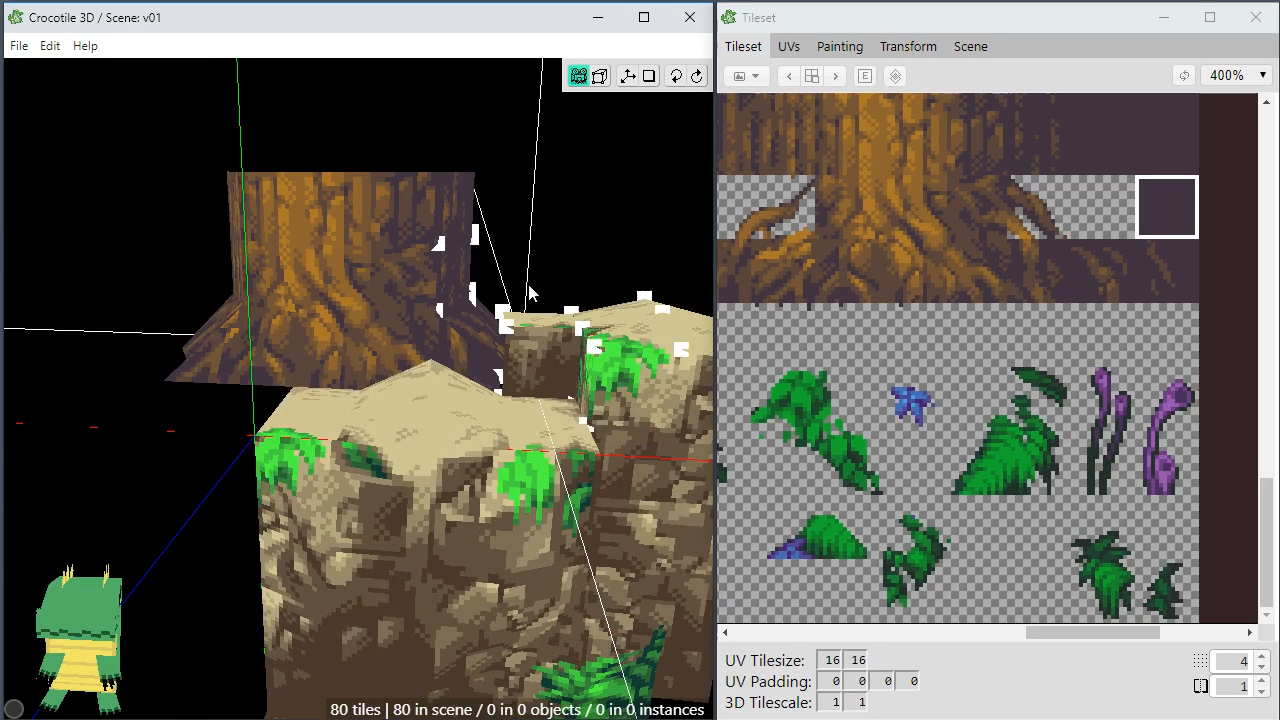 Crocotile 3D / Scene: v01
File Edit Help
80 tiles | 80 in scene / 0 in 0 objects / 0 in 0 instances
Tileset
Tileset UVs Painting Transform Scene
E 400%
UV Tilesize: 16 16
UV Padding: 0 0 0 0
3D Tilescale: 1 1
4
1